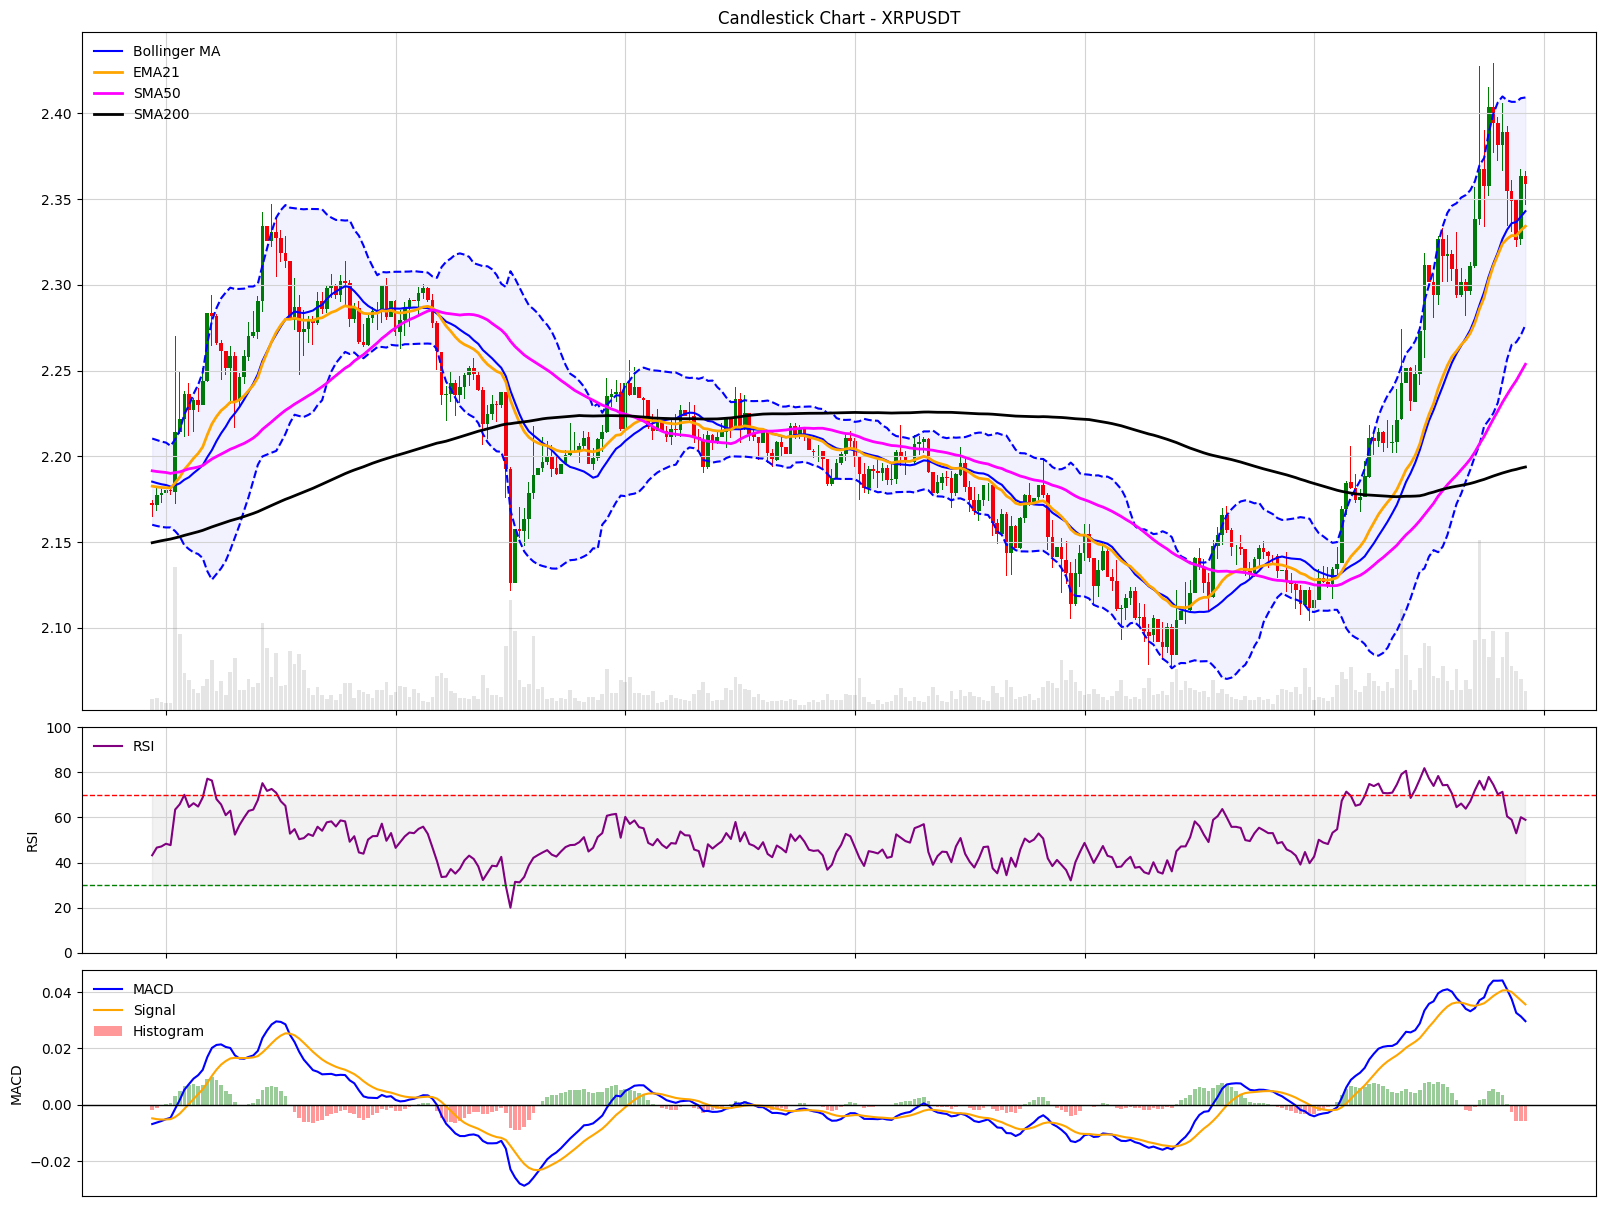 Candlestick Chart - XRPUSDT
Bollinger MA
EMA21
SMA50
SMA200
2.40
2.35
2.30
2.25
2.20
2.15
2.10
RSI
RSI
100
80
60
40
20
0
MACD
Signal
Histogram
MACD
0.04
0.02
0.00
−0.02